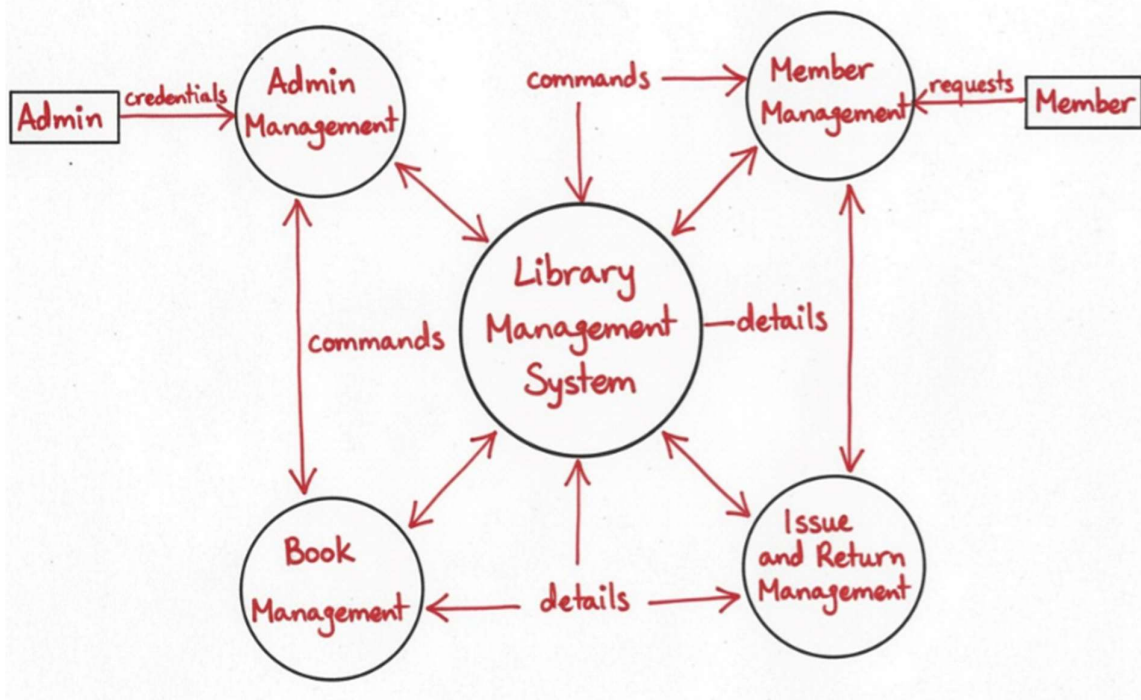 Admin
credentials
Admin
Management
commands
Member
Management
requests
Member
Library
Management
System
details
commands
Book
Management
details
Issue
and Return
Management